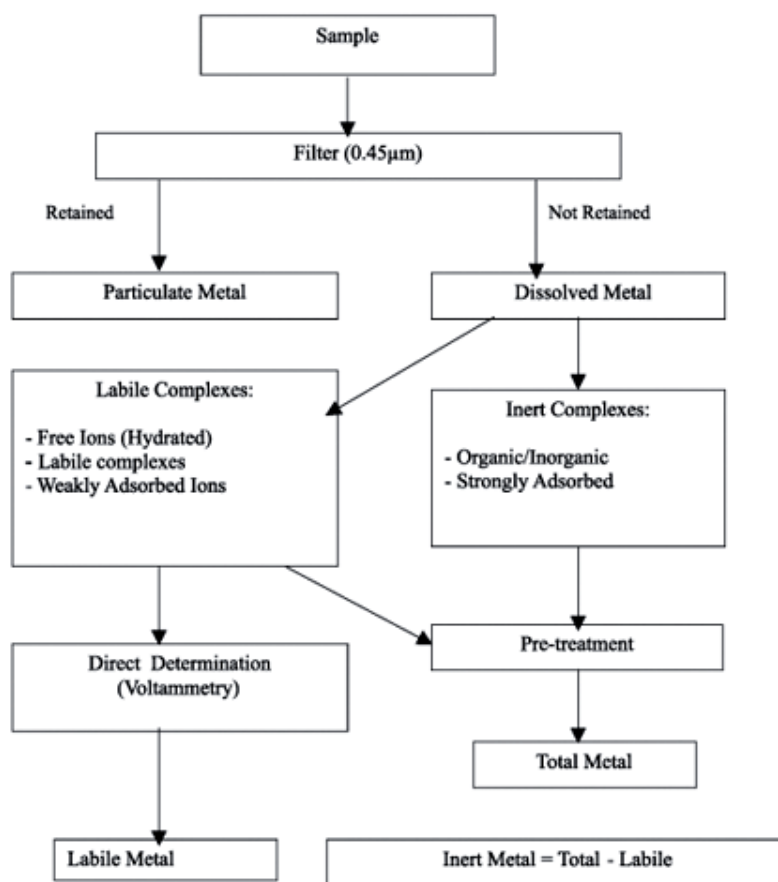 Sample
Filter (0.45µm)
Retained
Not Retained
Particulate Metal
Dissolved Metal
Labile Complexes:
- Free Ions (Hydrated)
- Labile complexes
- Weakly Adsorbed Ions
Inert Complexes:
- Organic/Inorganic
- Strongly Adsorbed
Direct Determination
(Voltammetry)
Pre-treatment
Total Metal
Labile Metal
Inert Metal = Total - Labile